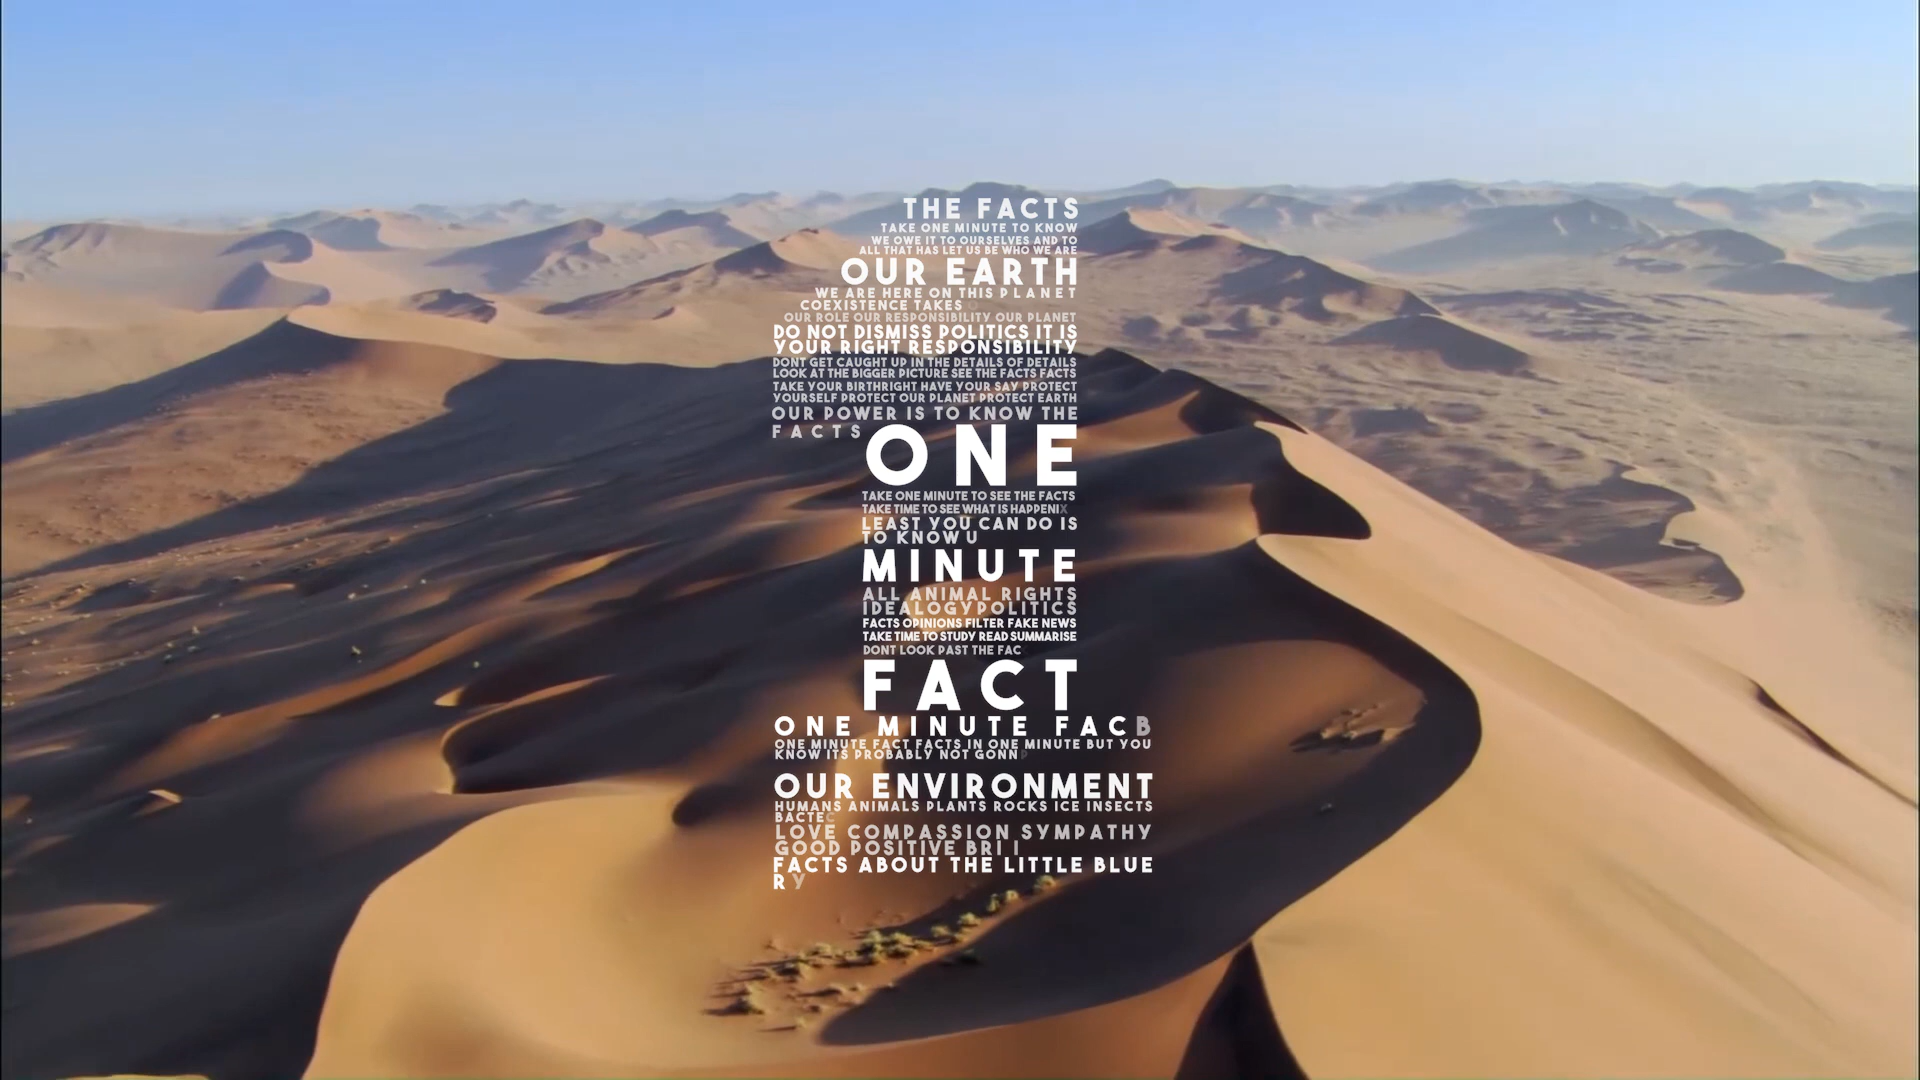 THE FACTS
TAKE ONE MINUTE TO KNOW
WE OWE IT TO OURSELVES AND TO
ALL THAT HAS LET US BE WHO WE ARE
OUR EARTH
WE ARE HERE ON THIS PLANET
COEXISTENCE TAKES
OUR ROLE OUR RESPONSIBILITY OUR PLANET
DO NOT DISMISS POLITICS IT IS
YOUR RIGHT RESPONSIBILITY
DONT GET CAUGHT UP IN THE DETAILS OF DETAILS
LOOK AT THE BIGGER PICTURE SEE THE FACTS FACTS
TAKE YOUR BIRTHRIGHT HAVE YOUR SAY PROTECT
YOURSELF PROTECT OUR PLANET PROTECT EARTH
OUR POWER IS TO KNOW THE
FACTS
ONE
TAKE ONE MINUTE TO SEE THE FACTS
TAKE TIME TO SEE WHAT IS HAPPENIX
LEAST YOU CAN DO IS
TO KNOW U
MINUTE
ALL ANIMAL RIGHTS
IDEALOGYPOLITICS
FACTS OPINIONS FILTER FAKE NEWS
TAKE TIME TO STUDY READ SUMMARISE
DONT LOOK PAST THE FAC
FACT
ONE MINUTE FACB
ONE MINUTE FACT FACTS IN ONE MINUTE BUT YOU
KNOW ITS PROBABLY NOT GONN
OUR ENVIRONMENT
HUMANS ANIMALS PLANTS ROCKS ICE INSECTS
BACTEC
LOVE COMPASSION SYMPATHY
GOOD POSITIVE BRI I
FACTS ABOUT THE LITTLE BLUE
R Y